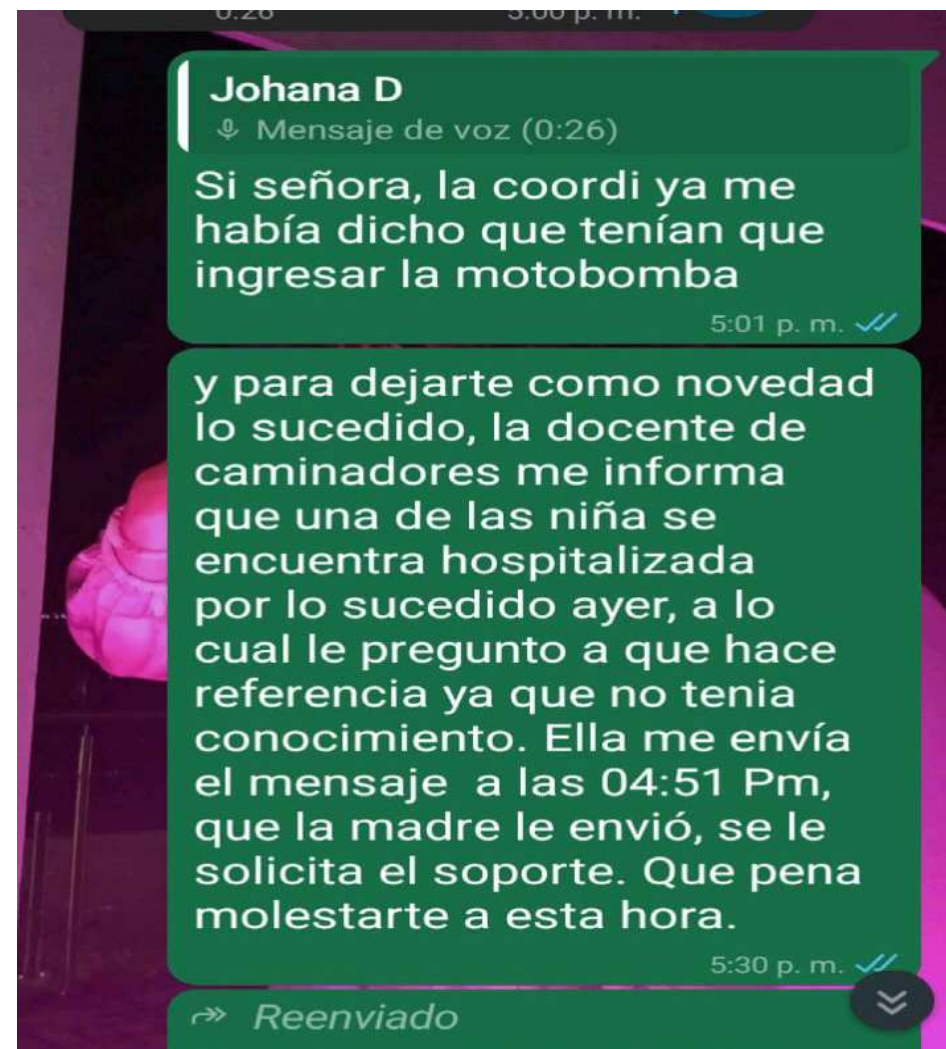 0:26 5:00 p. m.
Johana D
Mensaje de voz (0:26)
Si señora, la coordi ya me
había dicho que tenían que
ingresar la motobomba
5:01 p. m.
y para dejarte como novedad
lo sucedido, la docente de
caminadores me informa
que una de las niña se
encuentra hospitalizada
por lo sucedido ayer, a lo
cual le pregunto a que hace
referencia ya que no tenia
conocimiento. Ella me envía
el mensaje a las 04:51 Pm,
que la madre le envió, se le
solicita el soporte. Que pena
molestarte a esta hora.
5:30 p. m.
Reenviado